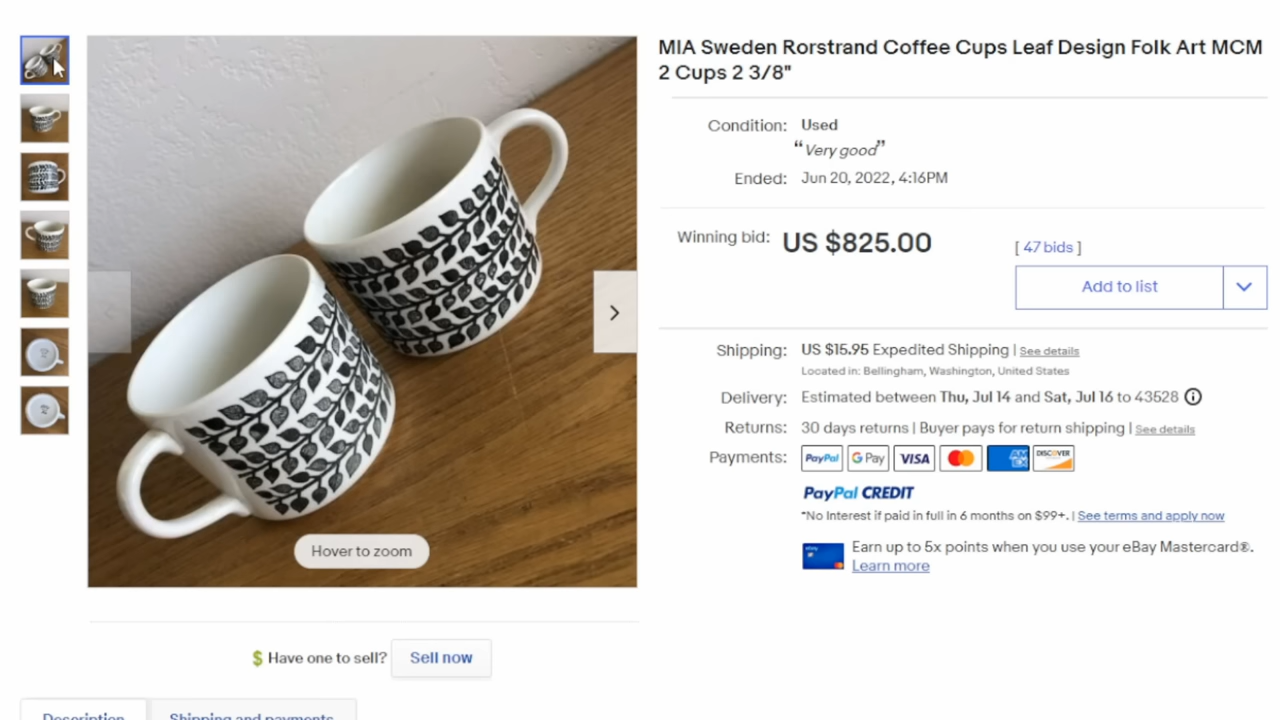 MIA Sweden Rorstrand Coffee Cups Leaf Design Folk Art MCM
2 Cups 2 3/8"
Condition: Used
“Very good”
Ended: Jun 20, 2022, 4:16PM
Winning bid: US $825.00 [ 47 bids ]
Add to list
Shipping: US $15.95 Expedited Shipping | See details
Located in: Bellingham, Washington, United States
Delivery: Estimated between Thu, Jul 14 and Sat, Jul 16 to 43528
Returns: 30 days returns | Buyer pays for return shipping | See details
Payments: PayPal G Pay VISA AMEX DISCOVER
PayPal CREDIT
*No Interest if paid in full in 6 months on $99+. | See terms and apply now
Earn up to 5x points when you use your eBay Mastercard®.
Learn more
Hover to zoom
$ Have one to sell? Sell now
Description Shipping and payments